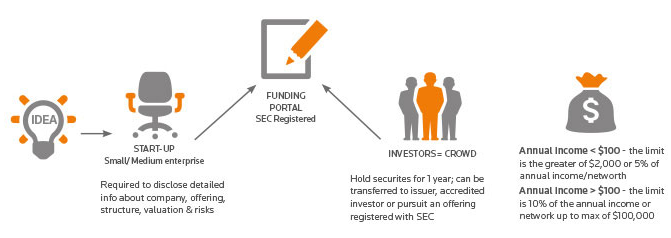 IDEA
START-UP
Small/ Medium enterprise
Required to disclose detailed
info about company, offering,
structure, valuation & risks
FUNDING
PORTAL
SEC Registered
INVESTORS = CROWD
Hold securites for 1 year; can be
transferred to issuer, accredited
investor or pursuit an offering
registered with SEC
$
Annual Income < $100 - the limit
is the greater of $2,000 or 5% of
annual income/networth
Annual Income > $100 - the limit
is 10% of the annual income or
network up to max of $100,000